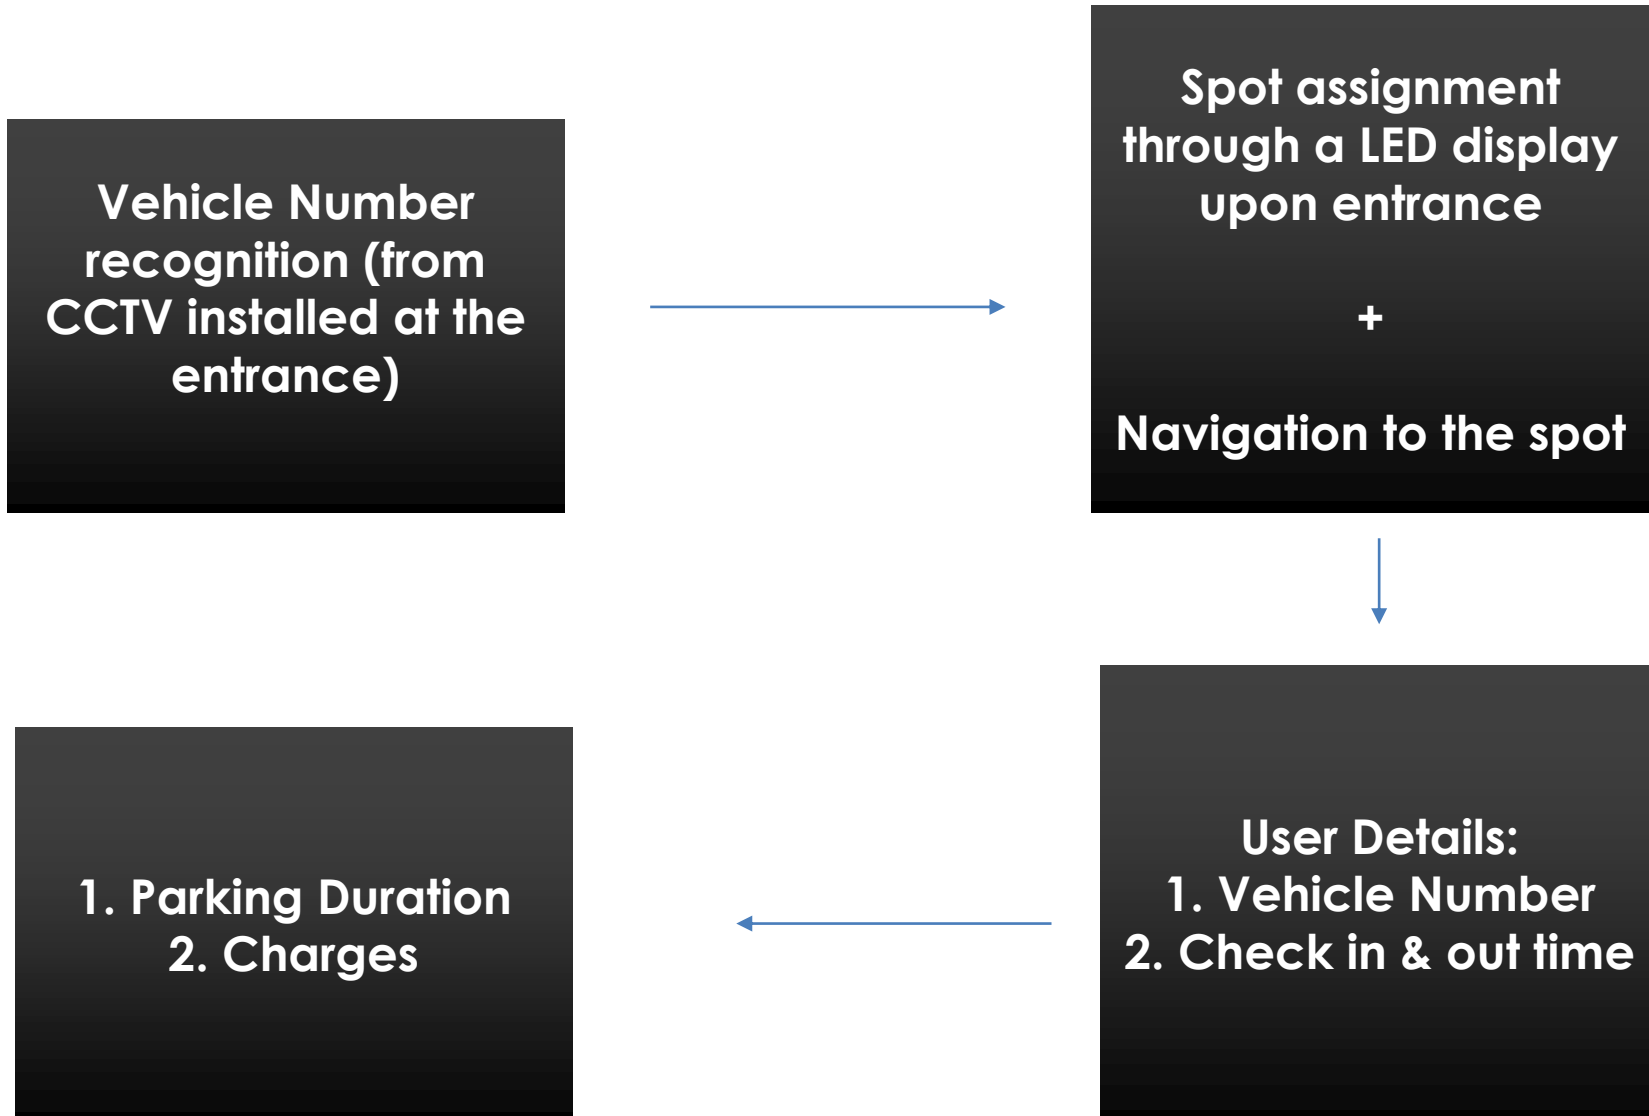 Vehicle Number
recognition (from
CCTV installed at the
entrance)
Spot assignment
through a LED display
upon entrance
+
Navigation to the spot
User Details:
1. Vehicle Number
2. Check in & out time
1. Parking Duration
2. Charges